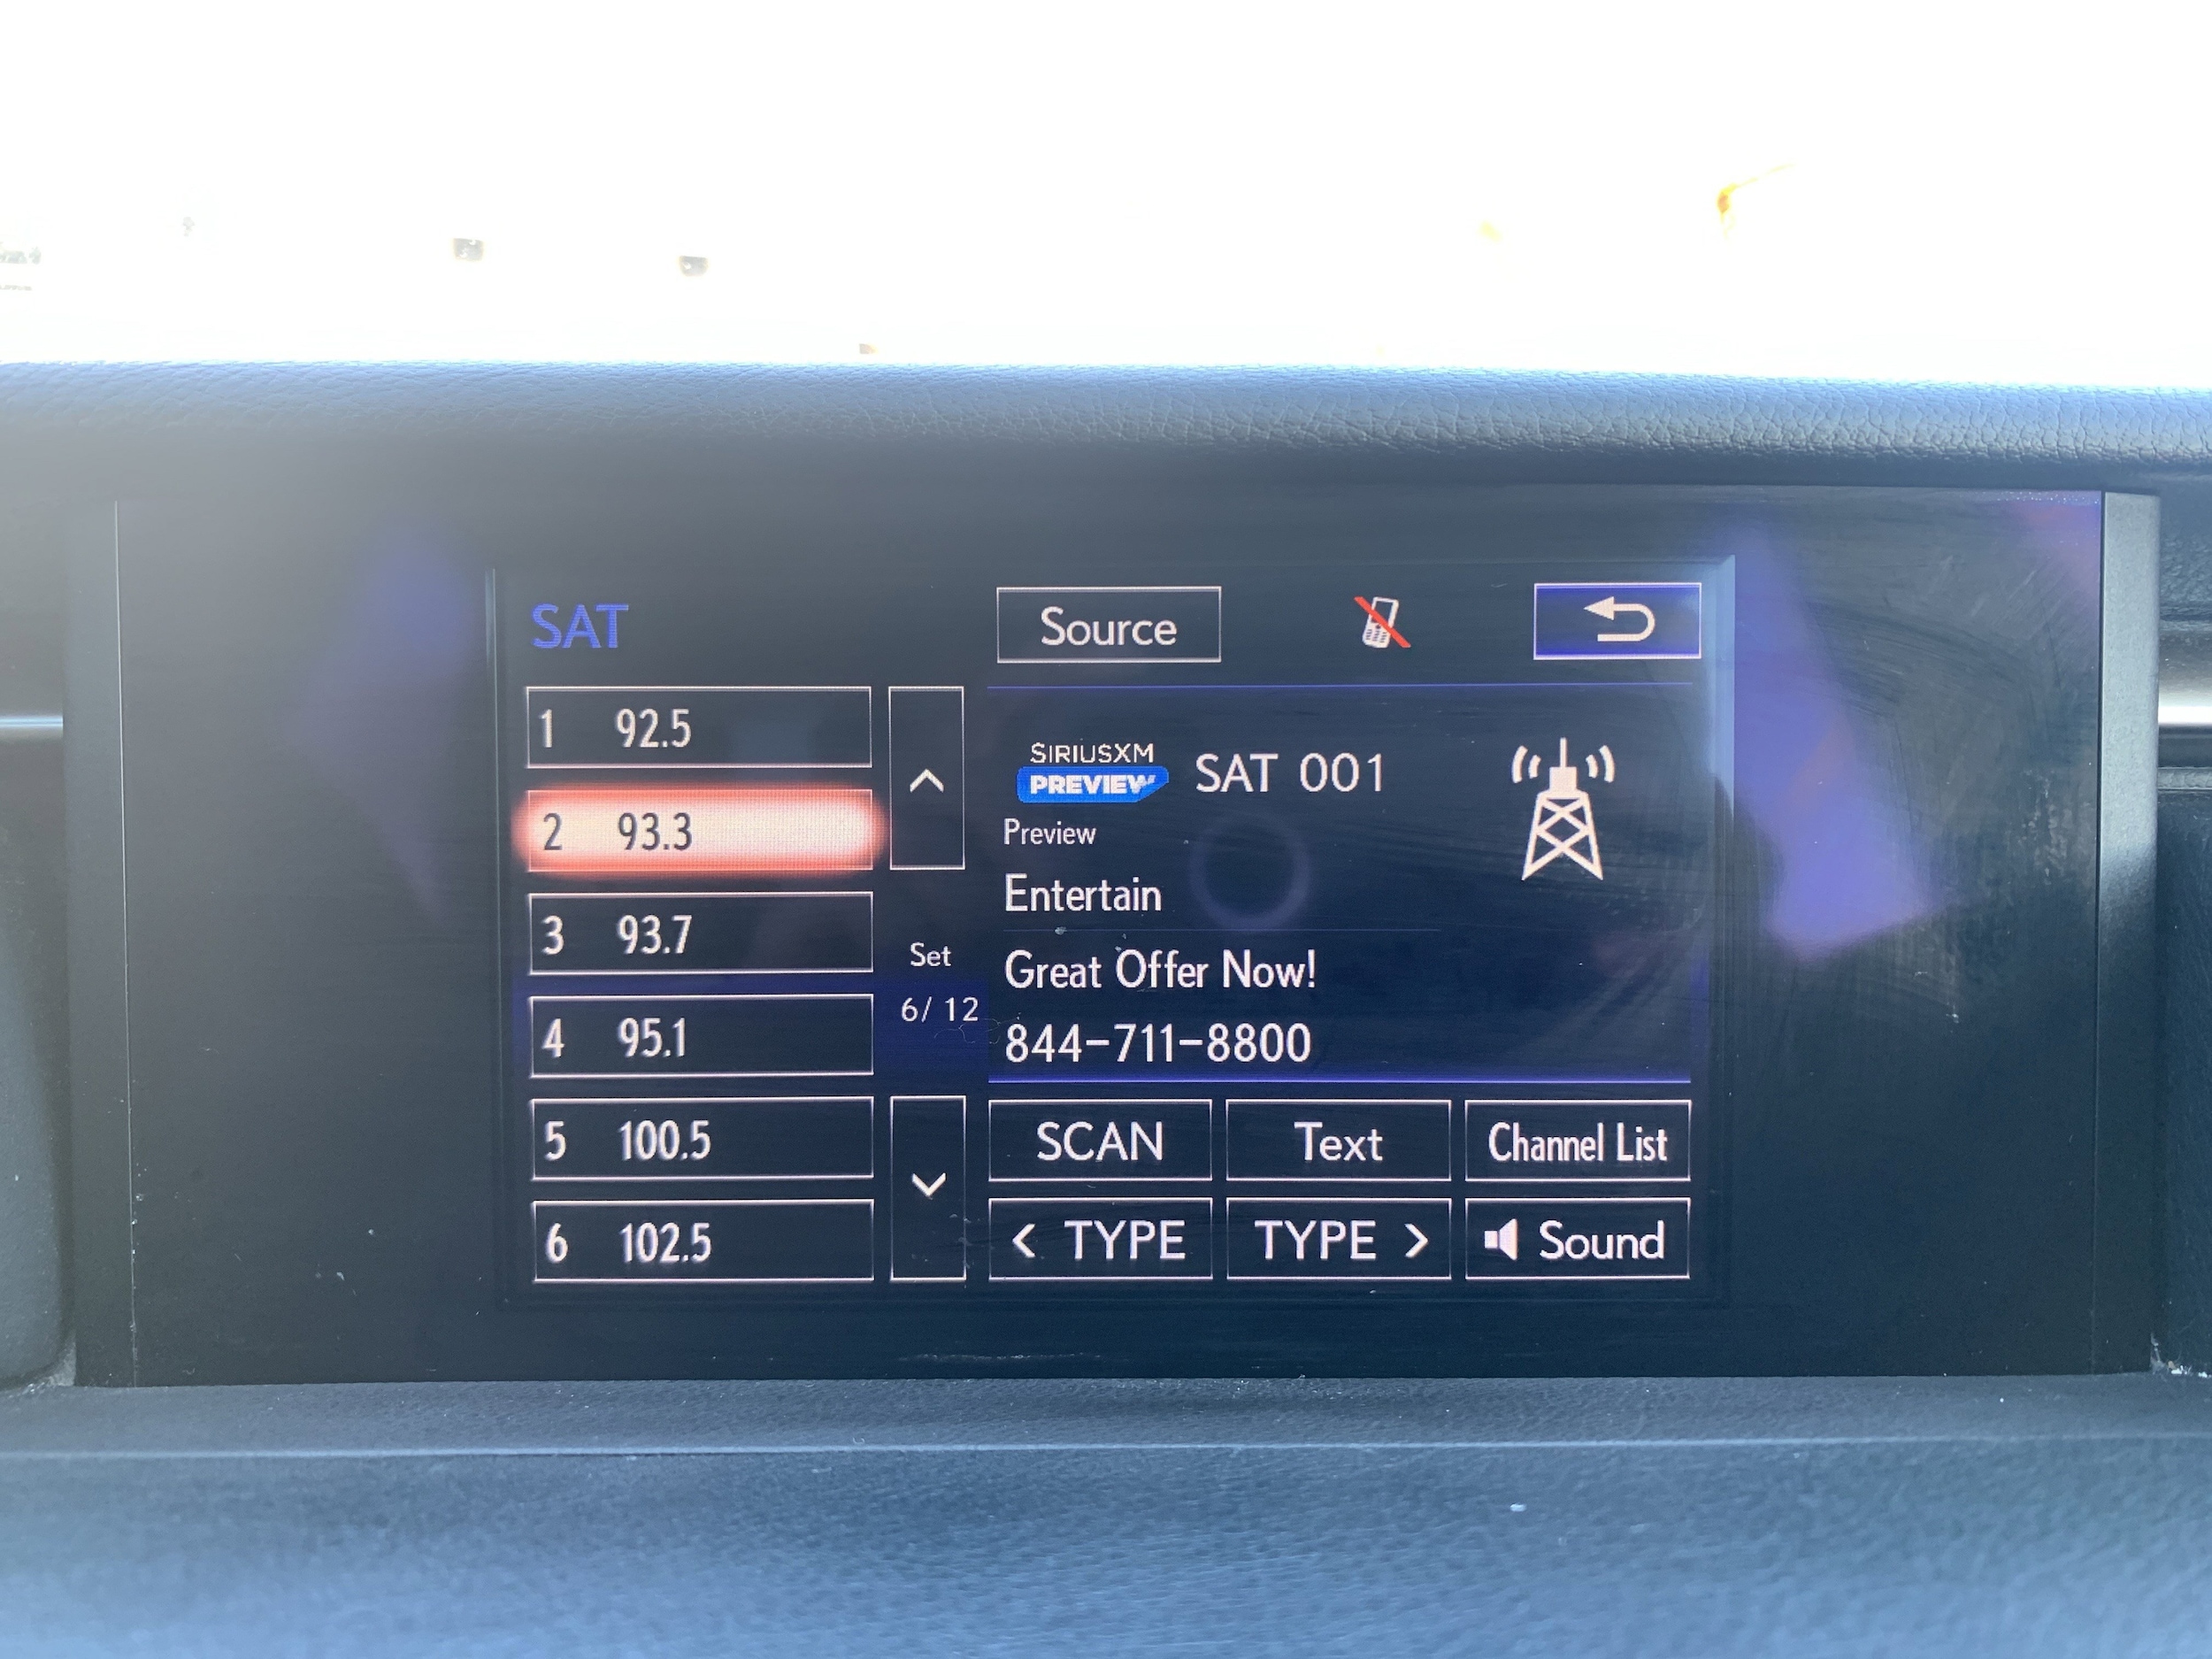 SAT
Source
1 92.5
2 93.3
3 93.7
4 95.1
5 100.5
6 102.5
Set
6/ 12
SIRIUSXM
PREVIEW
SAT 001
Preview
Entertain
Great Offer Now!
844-711-8800
SCAN
Text
Channel List
< TYPE
TYPE >
Sound